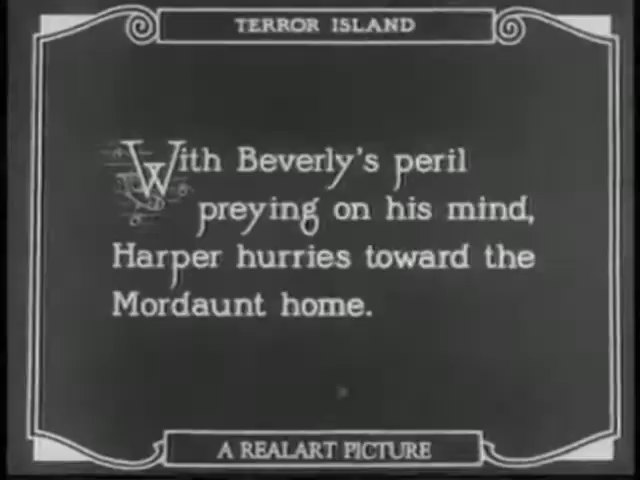 TERROR ISLAND
With Beverly's peril
preying on his mind,
Harper hurries toward the
Mordaunt home.
A REALART PICTURE